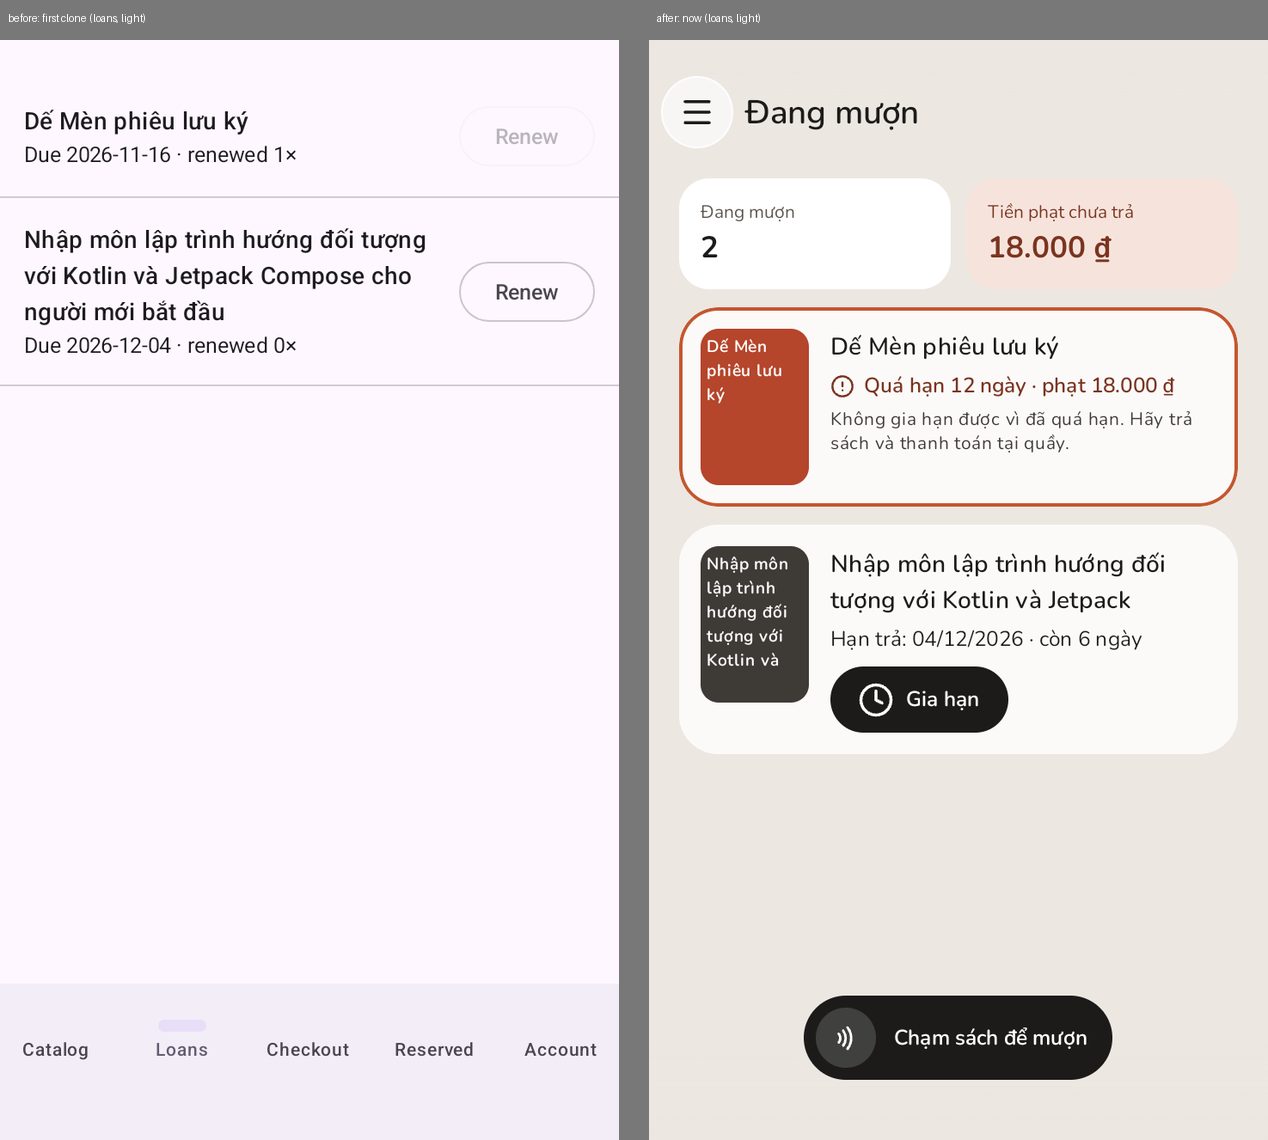 before: first clone (loans, light)
Dế Mèn phiêu lưu ký
Due 2026-11-16 · renewed 1×
Renew
Nhập môn lập trình hướng đối tượng
với Kotlin và Jetpack Compose cho
người mới bắt đầu
Due 2026-12-04 · renewed 0×
Renew
Catalog
Loans
Checkout
Reserved
Account
after: now (loans, light)
Đang mượn
Đang mượn
2
Tiền phạt chưa trả
18.000 ₫
Dế Mèn
phiêu lưu
ký
Dế Mèn phiêu lưu ký
Quá hạn 12 ngày · phạt 18.000 ₫
Không gia hạn được vì đã quá hạn. Hãy trả
sách và thanh toán tại quầy.
Nhập môn
lập trình
hướng đối
tượng với
Kotlin và
Nhập môn lập trình hướng đối
tượng với Kotlin và Jetpack
Hạn trả: 04/12/2026 · còn 6 ngày
Gia hạn
Chạm sách để mượn